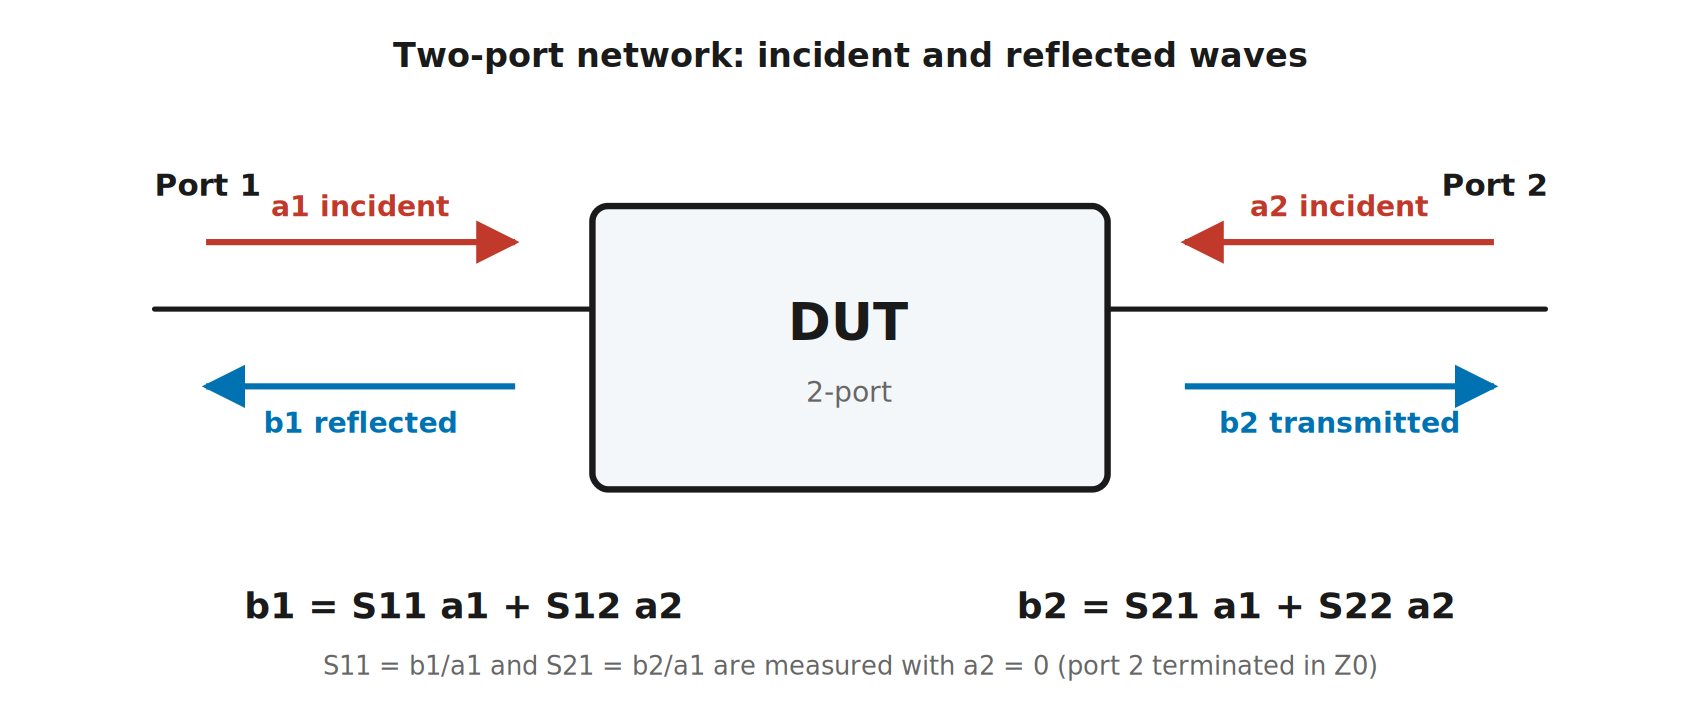 Two-port network: incident and reflected waves
Port 1
Port 2
a1 incident
a2 incident
DUT
2-port
b1 reflected
b2 transmitted
b1 = S11 a1 + S12 a2
b2 = S21 a1 + S22 a2
S11 = b1/a1 and S21 = b2/a1 are measured with a2 = 0 (port 2 terminated in Z0)